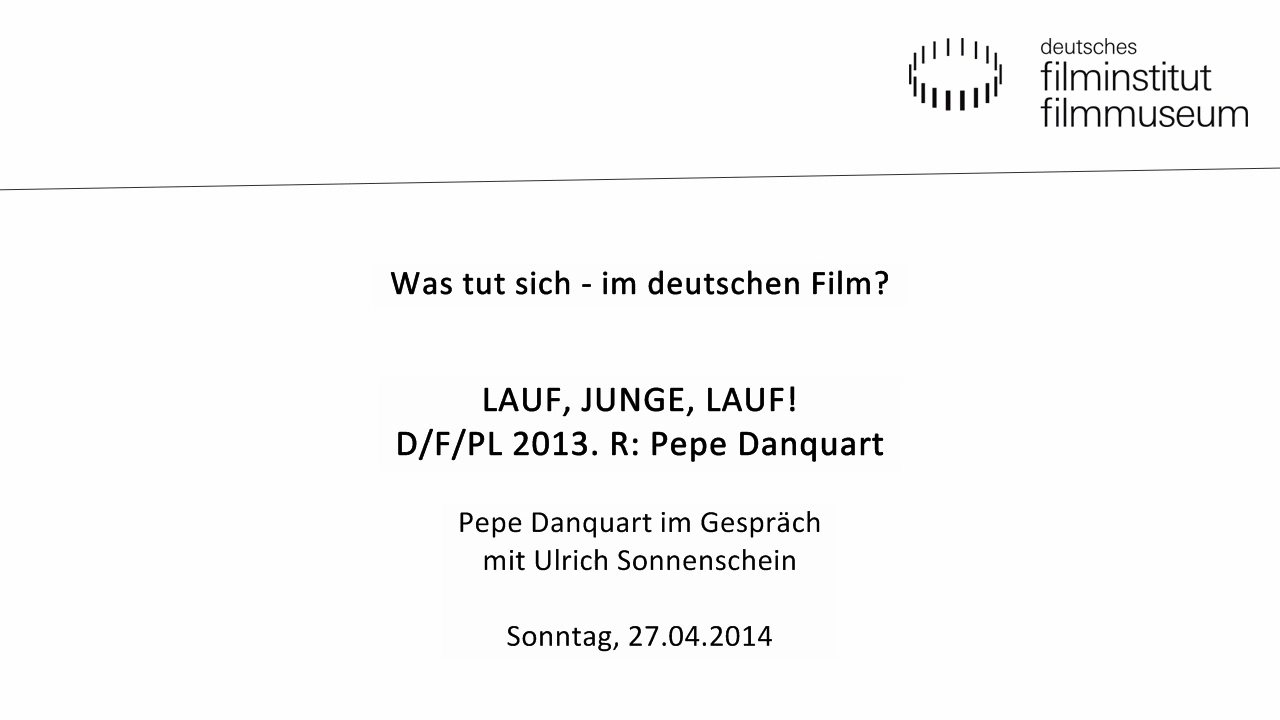 deutsches
filminstitut
filmmuseum
Was tut sich - im deutschen Film?
LAUF, JUNGE, LAUF!
D/F/PL 2013. R: Pepe Danquart
Pepe Danquart im Gespräch
mit Ulrich Sonnenschein
Sonntag, 27.04.2014